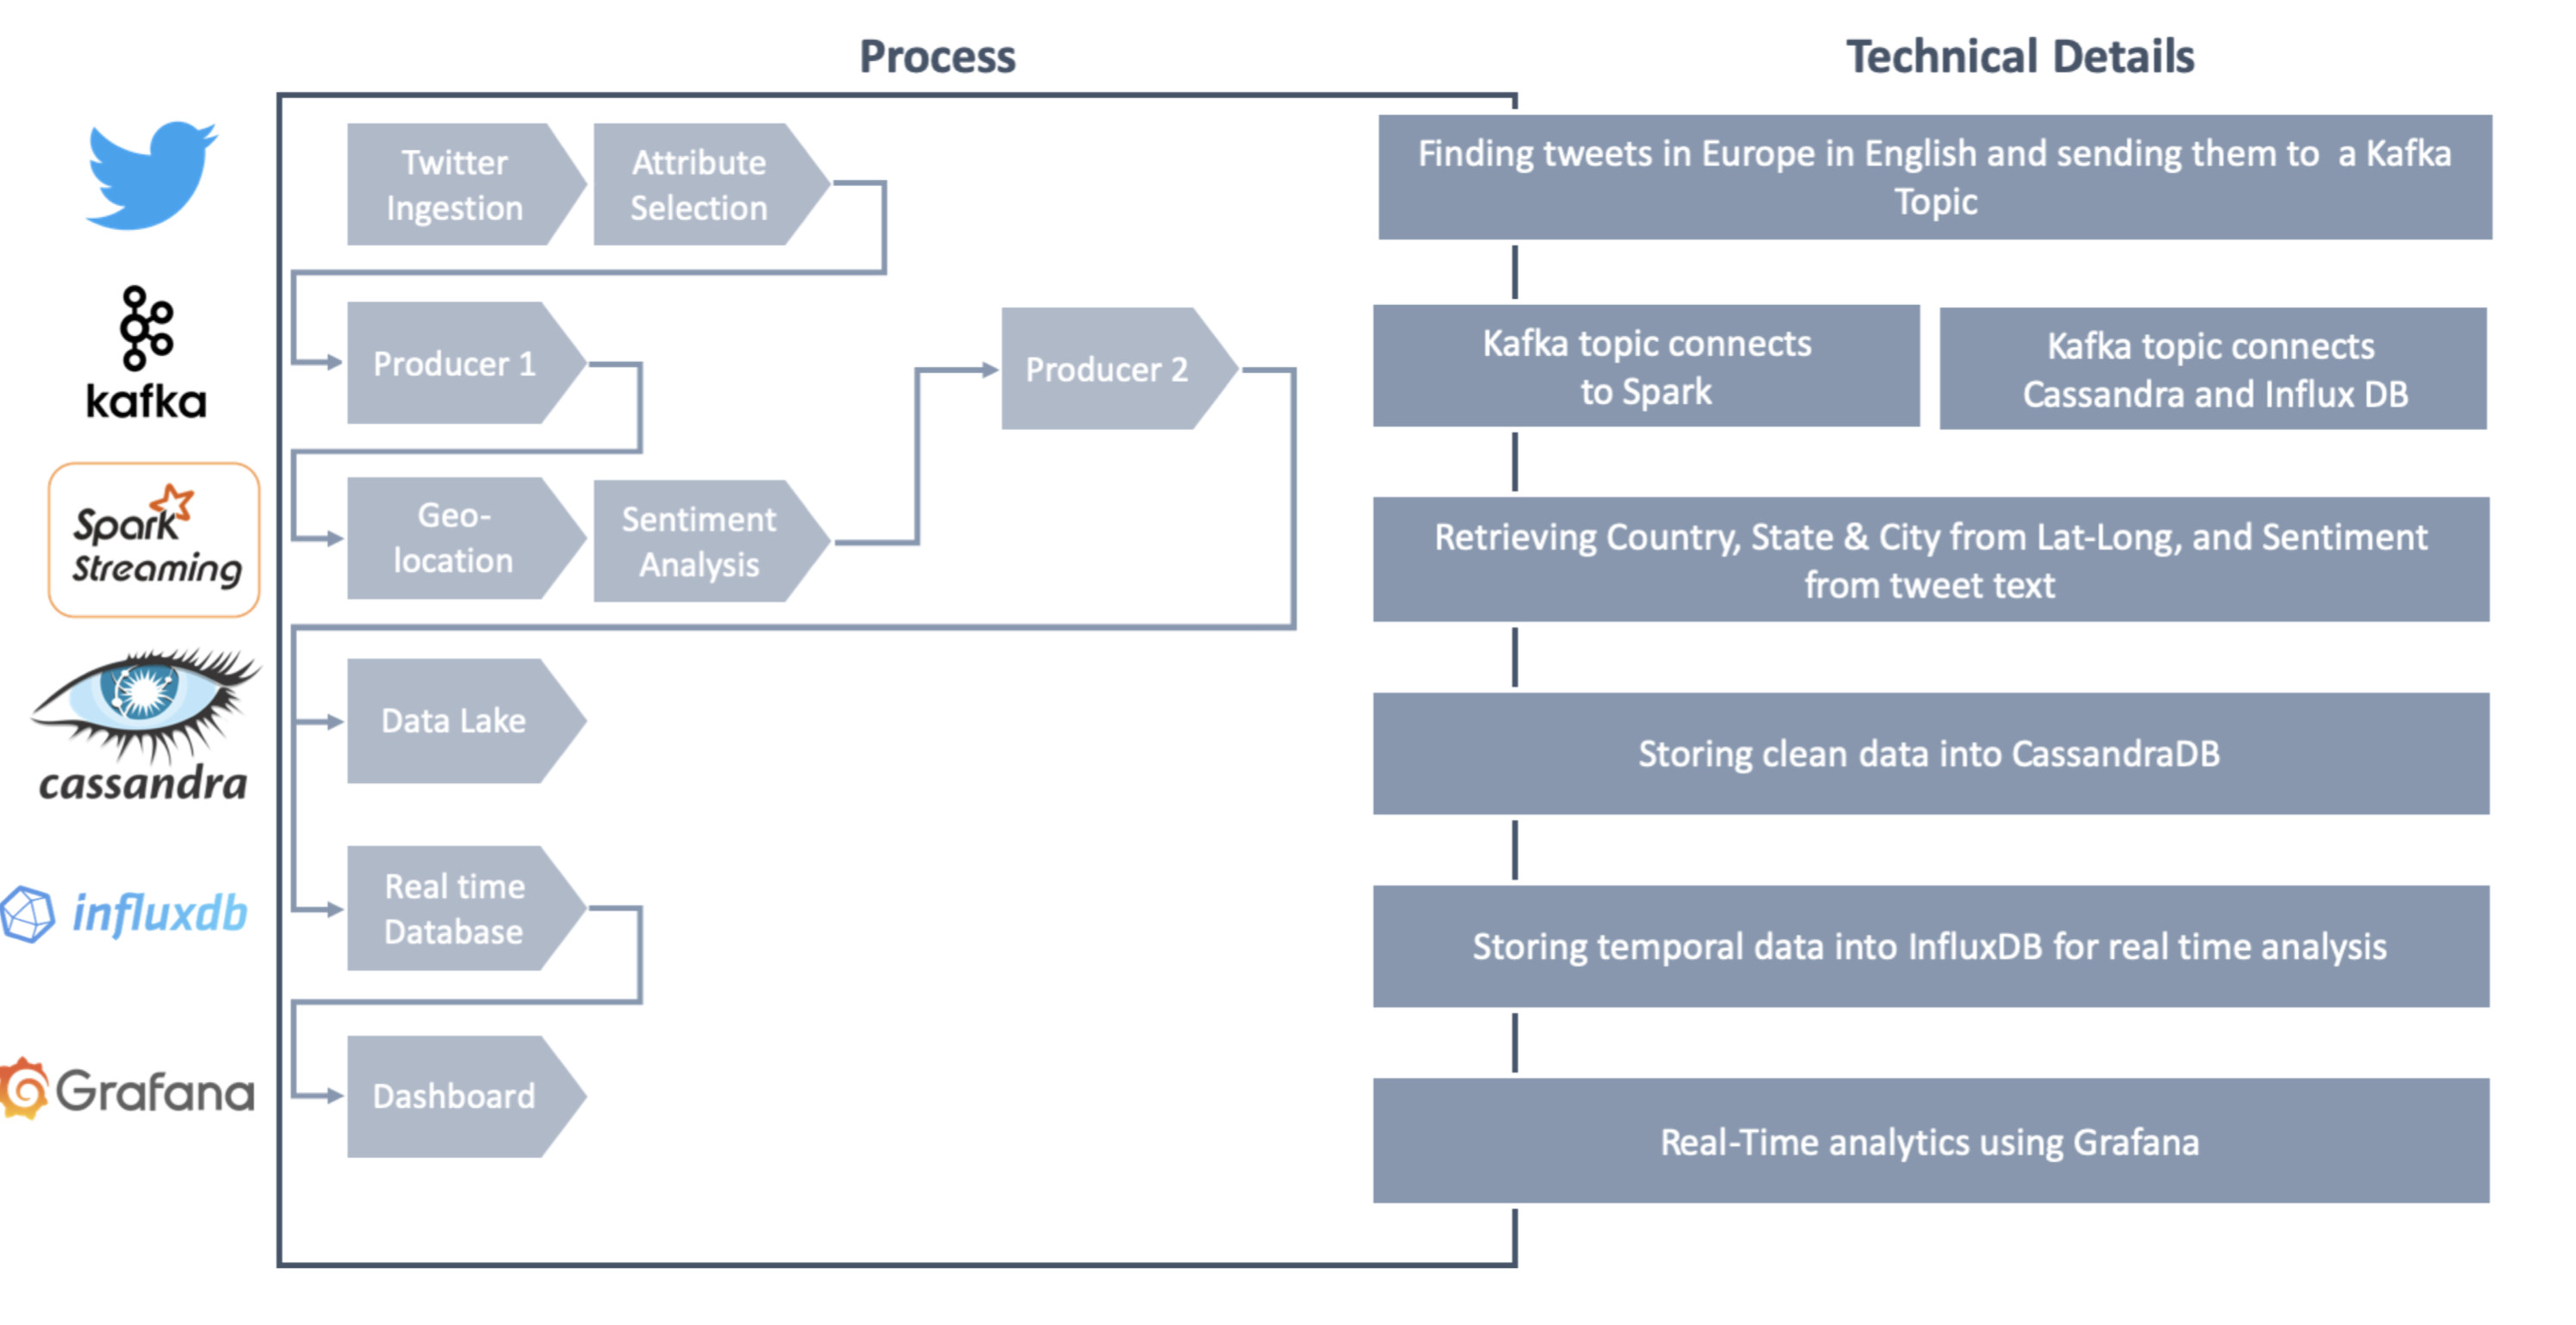 Process
Technical Details
Twitter
Ingestion
Attribute
Selection
Finding tweets in Europe in English and sending them to a Kafka
Topic
kafka
Producer 1
Producer 2
Kafka topic connects
to Spark
Kafka topic connects
Cassandra and Influx DB
Spark
Streaming
Geo-
location
Sentiment
Analysis
Retrieving Country, State & City from Lat-Long, and Sentiment
from tweet text
cassandra
Data Lake
Storing clean data into CassandraDB
influxdb
Real time
Database
Storing temporal data into InfluxDB for real time analysis
Grafana
Dashboard
Real-Time analytics using Grafana